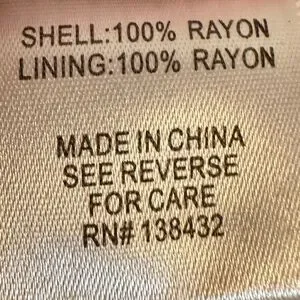 SHELL:100% RAYON
LINING:100% RAYON
MADE IN CHINA
SEE REVERSE
FOR CARE
RN# 138432